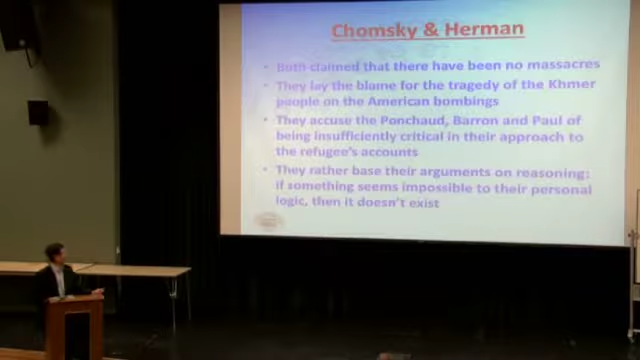 Chomsky & Herman
• Both claimed that there have been no massacres
• They lay the blame for the tragedy of the Khmer
people on the American bombings
• They accuse the Ponchaud, Barron and Paul of
being insufficiently critical in their approach to
the refugee's accounts
• They rather base their arguments on reasoning:
if something seems impossible to their personal
logic, then it doesn't exist